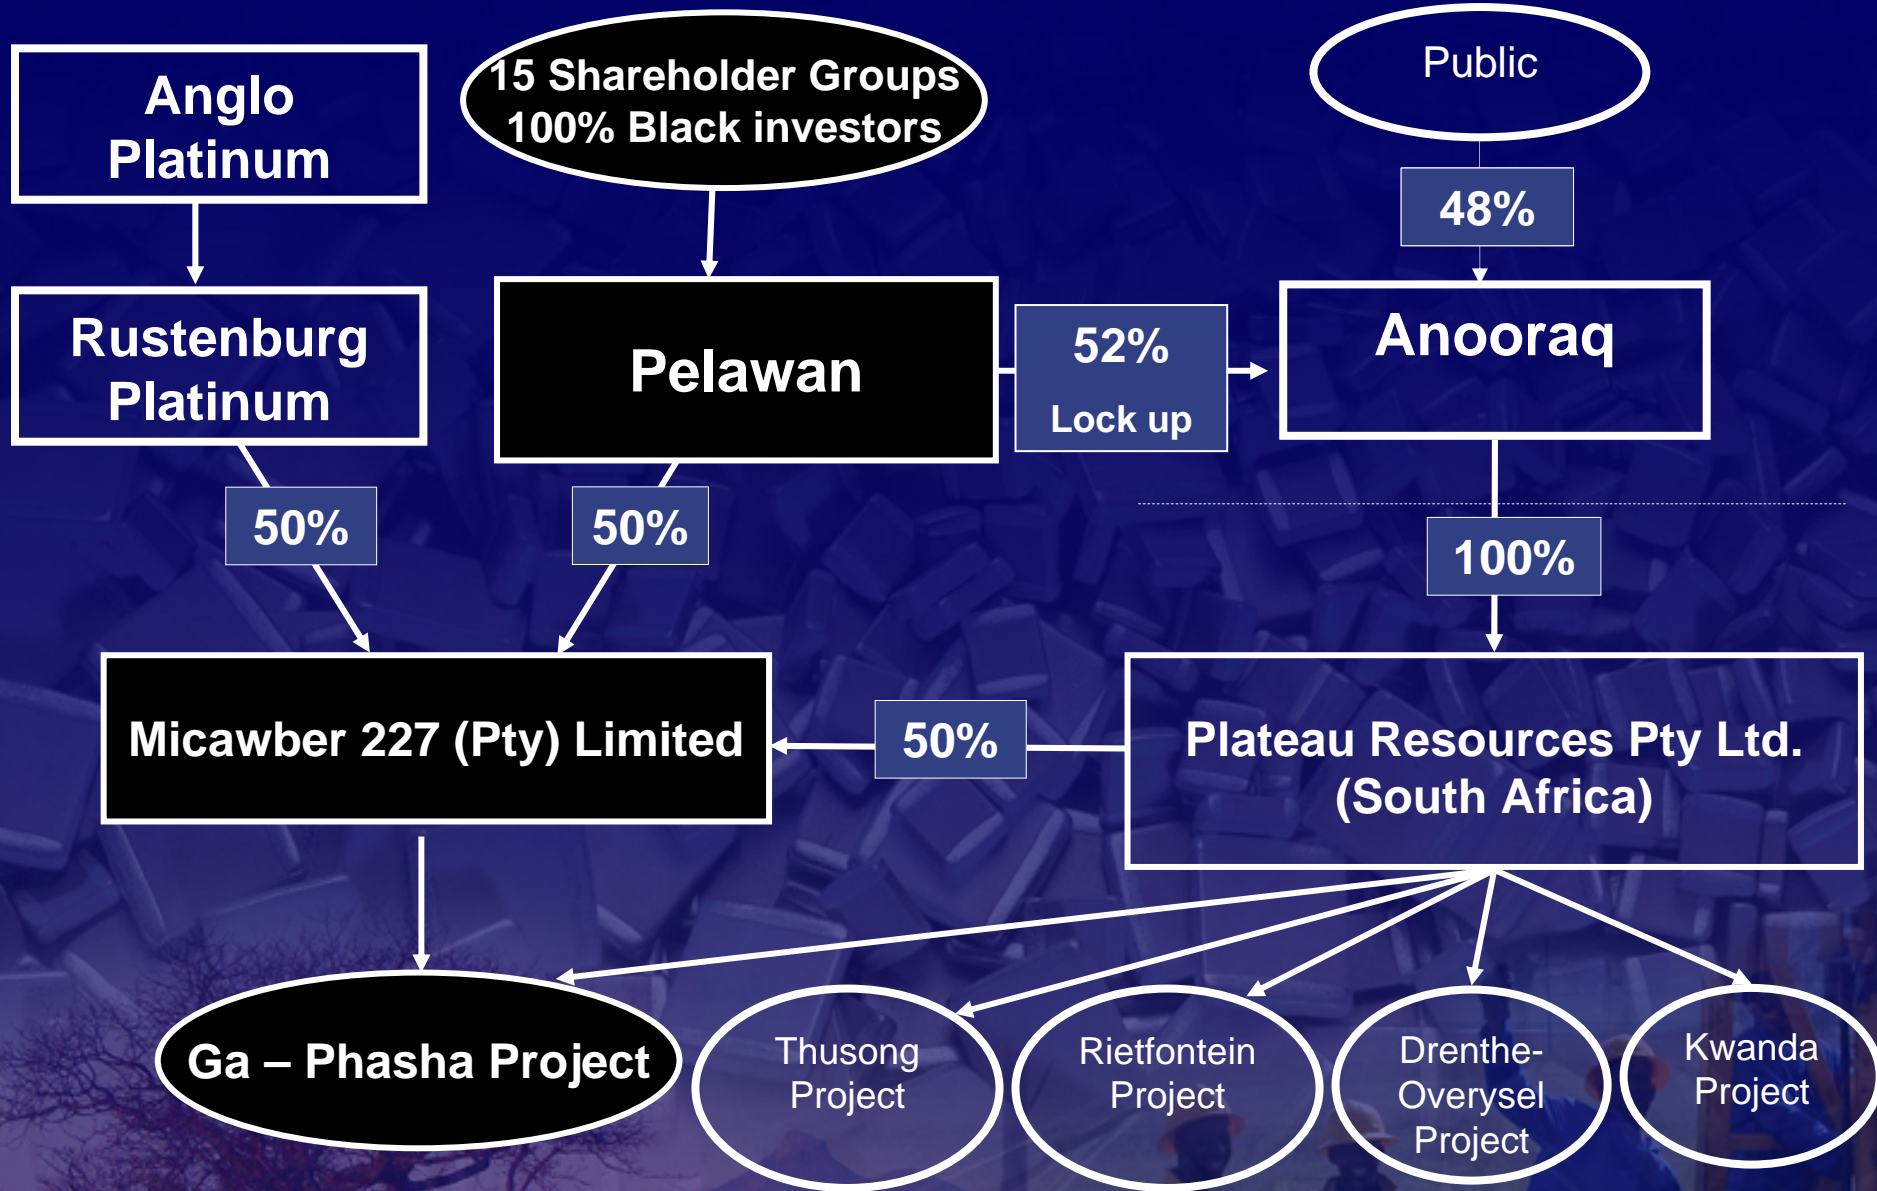 Anglo
Platinum
15 Shareholder Groups
100% Black investors
Public
48%
Rustenburg
Platinum
Pelawan
52%
Lock up
Anooraq
50%
50%
100%
Micawber 227 (Pty) Limited
50%
Plateau Resources Pty Ltd.
(South Africa)
Ga – Phasha Project
Thusong
Project
Rietfontein
Project
Drenthe-
Overysel
Project
Kwanda
Project